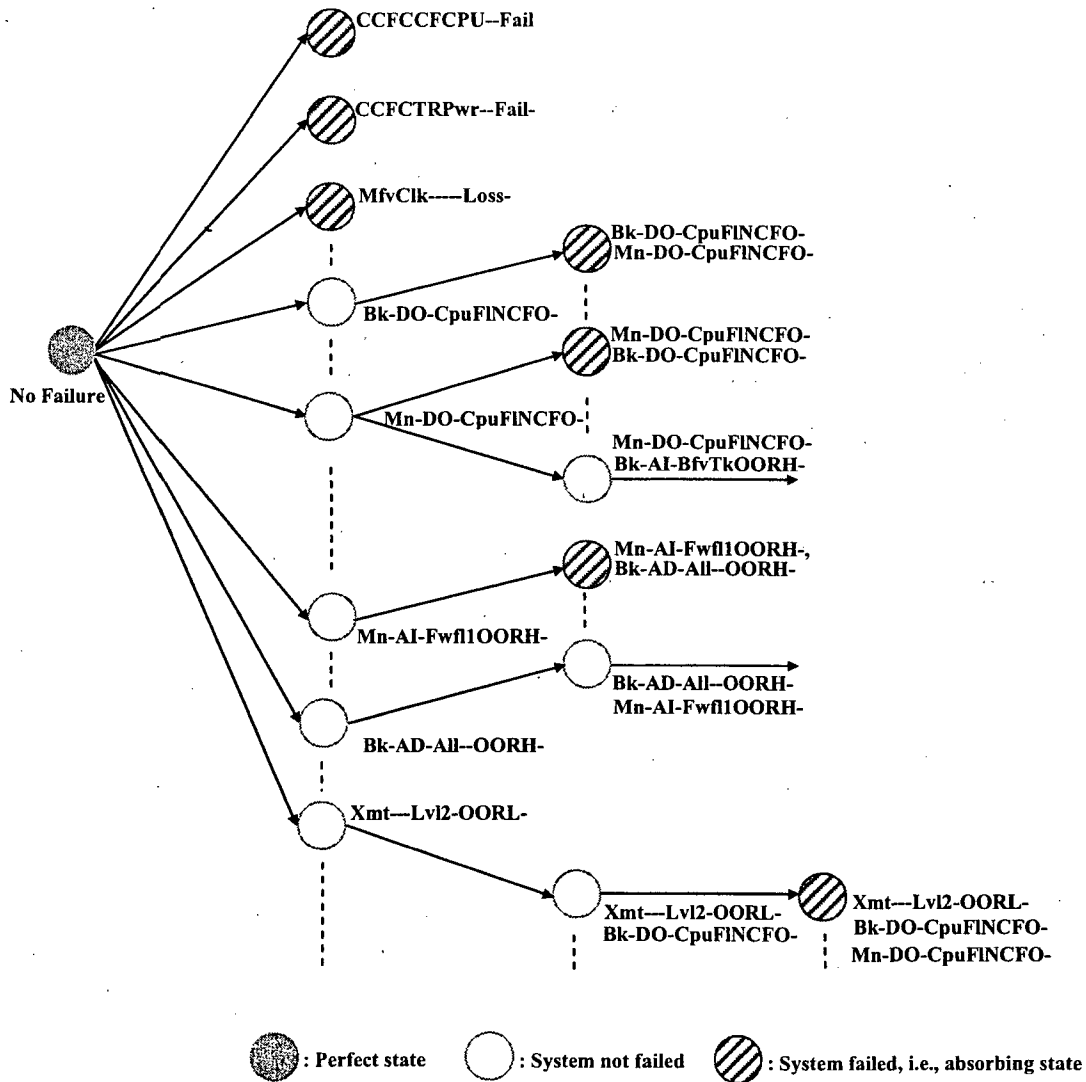 CCFCCFCPU--Fail
CCFCTRPwr--Fail-
MfvClk-----Loss-
Bk-DO-CpuFlNCFO-
Mn-DO-CpuFlNCFO-
Bk-DO-CpuFlNCFO-
Mn-DO-CpuFlNCFO-
Bk-DO-CpuFlNCFO-
No Failure
Mn-DO-CpuFlNCFO-
Mn-DO-CpuFlNCFO-
Bk-AI-BfvTkOORH-
Mn-AI-Fwfl1OORH-,
Bk-AD-All--OORH-
Mn-AI-Fwfl1OORH-
Bk-AD-All--OORH-
Mn-AI-Fwfl1OORH-
Bk-AD-All--OORH-
Xmt---Lvl2-OORL-
Xmt---Lvl2-OORL-
Bk-DO-CpuFlNCFO-
Xmt---Lvl2-OORL-
Bk-DO-CpuFlNCFO-
Mn-DO-CpuFlNCFO-
: Perfect state
: System not failed
: System failed, i.e., absorbing state